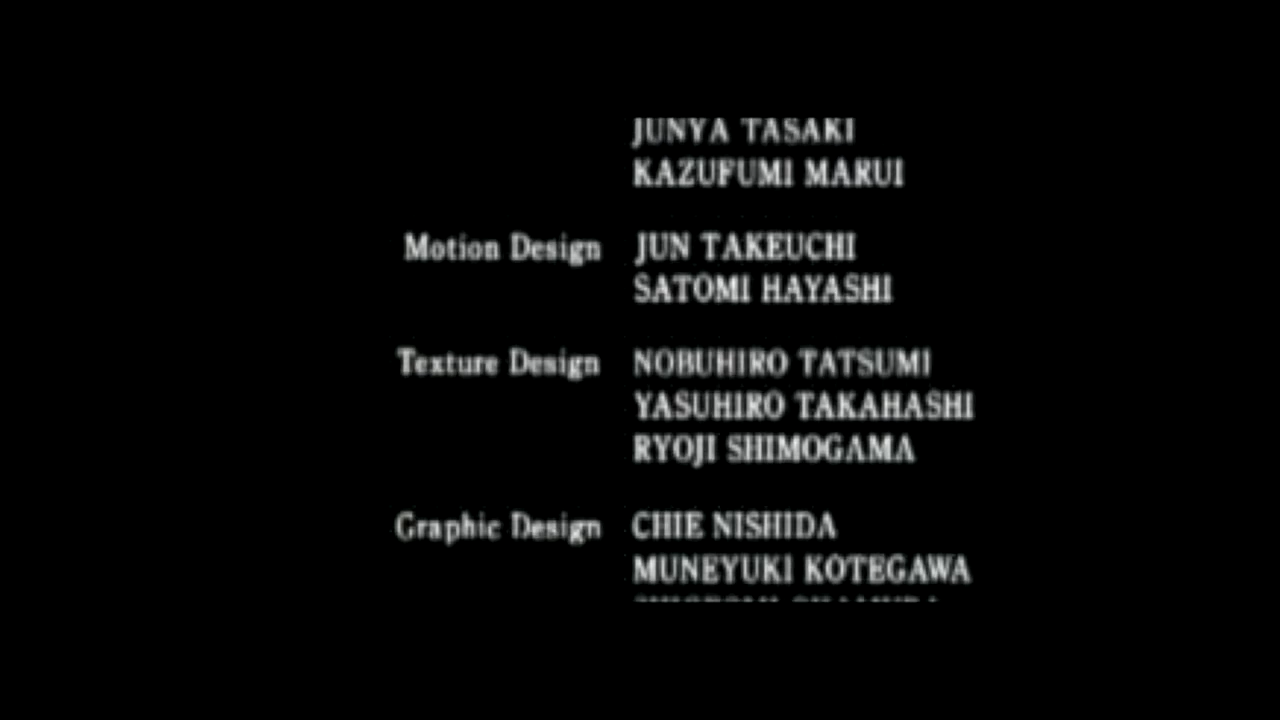 JUNYA TASAKI
KAZUFUMI MARUI
Motion Design JUN TAKEUCHI
SATOMI HAYASHI
Texture Design NOBUHIRO TATSUMI
YASUHIRO TAKAHASHI
RYOJI SHIMOGAMA
Graphic Design CHIE NISHIDA
MUNEYUKI KOTEGAWA